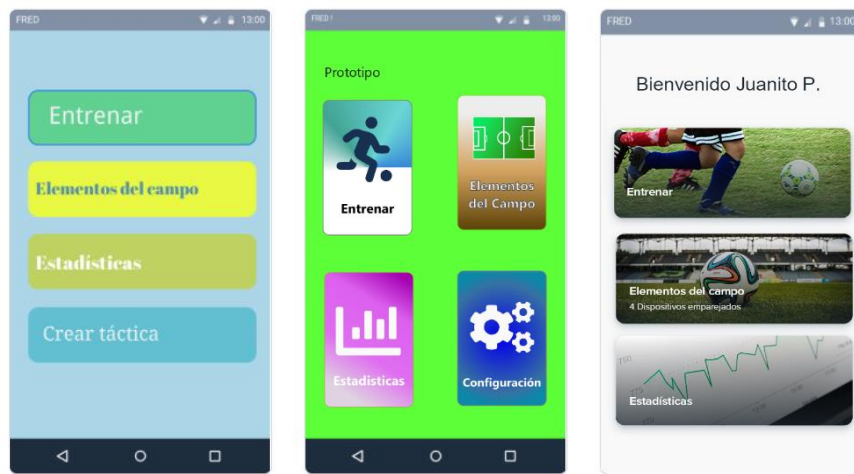 FRED
13:00
Entrenar
Elementos del campo
Estadísticas
Crear táctica
FRED !
13:00
Prototipo
Entrenar
Elementos
del Campo
Estadisticas
Configuración
FRED
13:00
Bienvenido Juanito P.
Entrenar
Elementos del campo
4 Dispositivos emparejados
Estadísticas